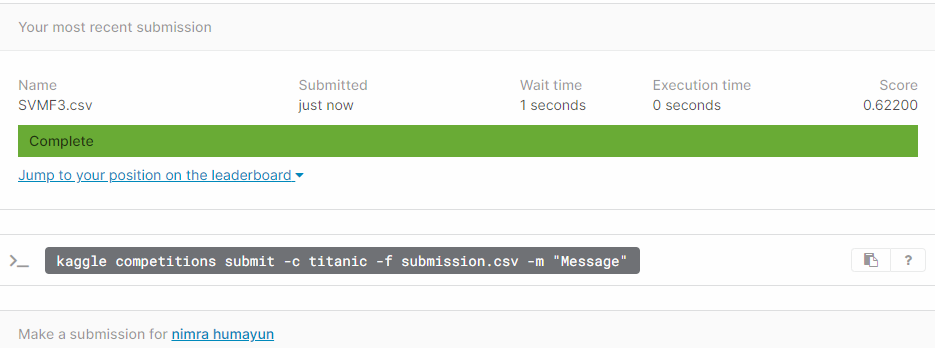 Your most recent submission
Name Submitted Wait time Execution time Score
SVMF3.csv just now 1 seconds 0 seconds 0.62200
Complete
Jump to your position on the leaderboard
>_ kaggle competitions submit -c titanic -f submission.csv -m "Message" ?
Make a submission for nimra humayun